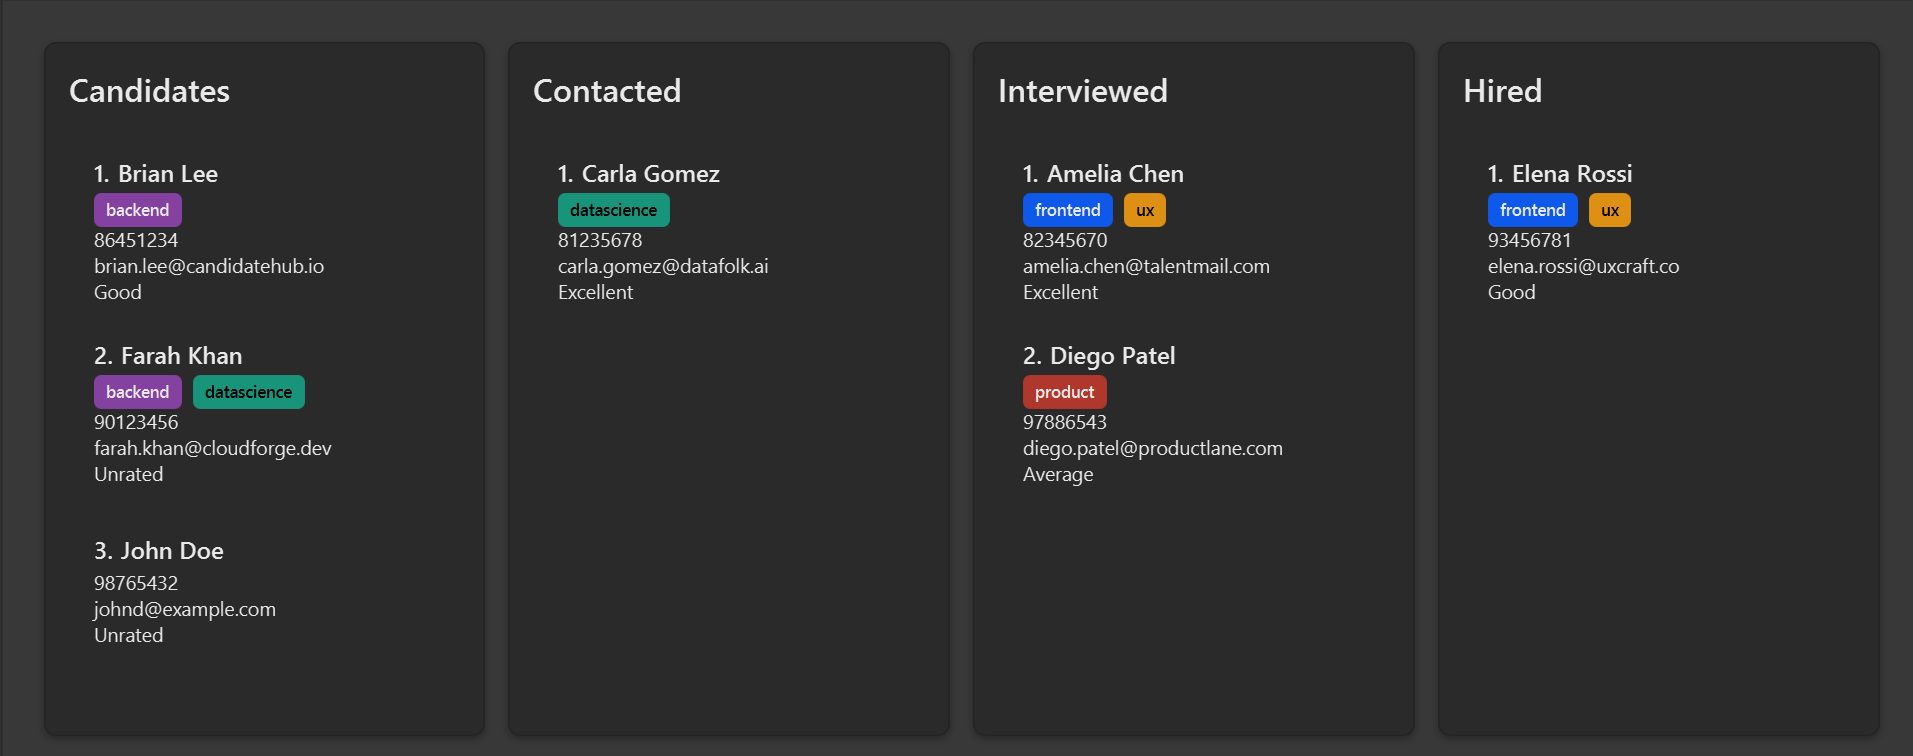 Candidates
1. Brian Lee
backend
86451234
brian.lee@candidatehub.io
Good
2. Farah Khan
backend datascience
90123456
farah.khan@cloudforge.dev
Unrated
3. John Doe
98765432
johnd@example.com
Unrated
Contacted
1. Carla Gomez
datascience
81235678
carla.gomez@datafolk.ai
Excellent
Interviewed
1. Amelia Chen
frontend ux
82345670
amelia.chen@talentmail.com
Excellent
2. Diego Patel
product
97886543
diego.patel@productlane.com
Average
Hired
1. Elena Rossi
frontend ux
93456781
elena.rossi@uxcraft.co
Good